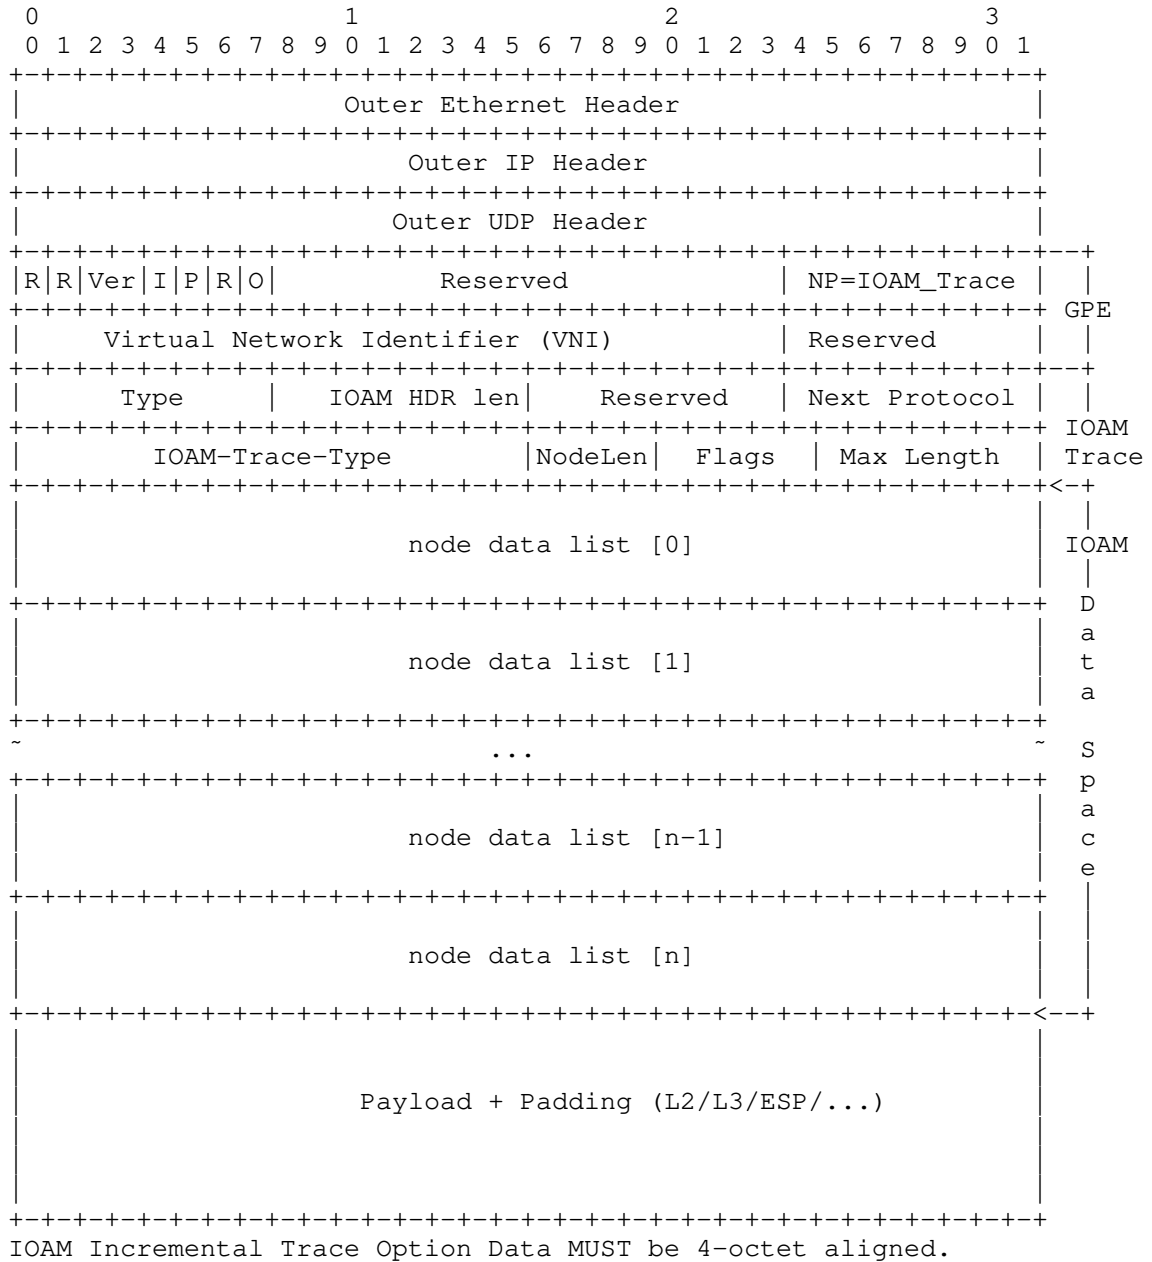 0                   1                   2                   3
 0 1 2 3 4 5 6 7 8 9 0 1 2 3 4 5 6 7 8 9 0 1 2 3 4 5 6 7 8 9 0 1
+-+-+-+-+-+-+-+-+-+-+-+-+-+-+-+-+-+-+-+-+-+-+-+-+-+-+-+-+-+-+-+-+
|                    Outer Ethernet Header                      |
+-+-+-+-+-+-+-+-+-+-+-+-+-+-+-+-+-+-+-+-+-+-+-+-+-+-+-+-+-+-+-+-+
|                        Outer IP Header                        |
+-+-+-+-+-+-+-+-+-+-+-+-+-+-+-+-+-+-+-+-+-+-+-+-+-+-+-+-+-+-+-+-+
|                       Outer UDP Header                        |
+-+-+-+-+-+-+-+-+-+-+-+-+-+-+-+-+-+-+-+-+-+-+-+-+-+-+-+-+-+-+-+-+--+
|R|R|Ver|I|P|R|O|          Reserved             | NP=IOAM_Trace |  |
+-+-+-+-+-+-+-+-+-+-+-+-+-+-+-+-+-+-+-+-+-+-+-+-+-+-+-+-+-+-+-+-+ GPE
|     Virtual Network Identifier (VNI)          | Reserved      |  |
+-+-+-+-+-+-+-+-+-+-+-+-+-+-+-+-+-+-+-+-+-+-+-+-+-+-+-+-+-+-+-+-+--+
|      Type     |   IOAM HDR len|    Reserved   | Next Protocol |  |
+-+-+-+-+-+-+-+-+-+-+-+-+-+-+-+-+-+-+-+-+-+-+-+-+-+-+-+-+-+-+-+-+ IOAM
|        IOAM-Trace-Type        |NodeLen|  Flags  | Max Length  | Trace
+-+-+-+-+-+-+-+-+-+-+-+-+-+-+-+-+-+-+-+-+-+-+-+-+-+-+-+-+-+-+-+-+<-+
|                                                               |  |
|                        node data list [0]                     | IOAM
|                                                               |  |
+-+-+-+-+-+-+-+-+-+-+-+-+-+-+-+-+-+-+-+-+-+-+-+-+-+-+-+-+-+-+-+-+  D
|                                                               |  a
|                        node data list [1]                     |  t
|                                                               |  a
+-+-+-+-+-+-+-+-+-+-+-+-+-+-+-+-+-+-+-+-+-+-+-+-+-+-+-+-+-+-+-+-+
~                             ...                               ~  S
+-+-+-+-+-+-+-+-+-+-+-+-+-+-+-+-+-+-+-+-+-+-+-+-+-+-+-+-+-+-+-+-+  p
|                                                               |  a
|                        node data list [n-1]                   |  c
|                                                               |  e
+-+-+-+-+-+-+-+-+-+-+-+-+-+-+-+-+-+-+-+-+-+-+-+-+-+-+-+-+-+-+-+-+  |
|                                                               |  |
|                        node data list [n]                     |  |
|                                                               |  |
+-+-+-+-+-+-+-+-+-+-+-+-+-+-+-+-+-+-+-+-+-+-+-+-+-+-+-+-+-+-+-+-<--+
|                                                               |
|                                                               |
|                     Payload + Padding (L2/L3/ESP/...)         |
|                                                               |
|                                                               |
|                                                               |
+-+-+-+-+-+-+-+-+-+-+-+-+-+-+-+-+-+-+-+-+-+-+-+-+-+-+-+-+-+-+-+-+
IOAM Incremental Trace Option Data MUST be 4-octet aligned.